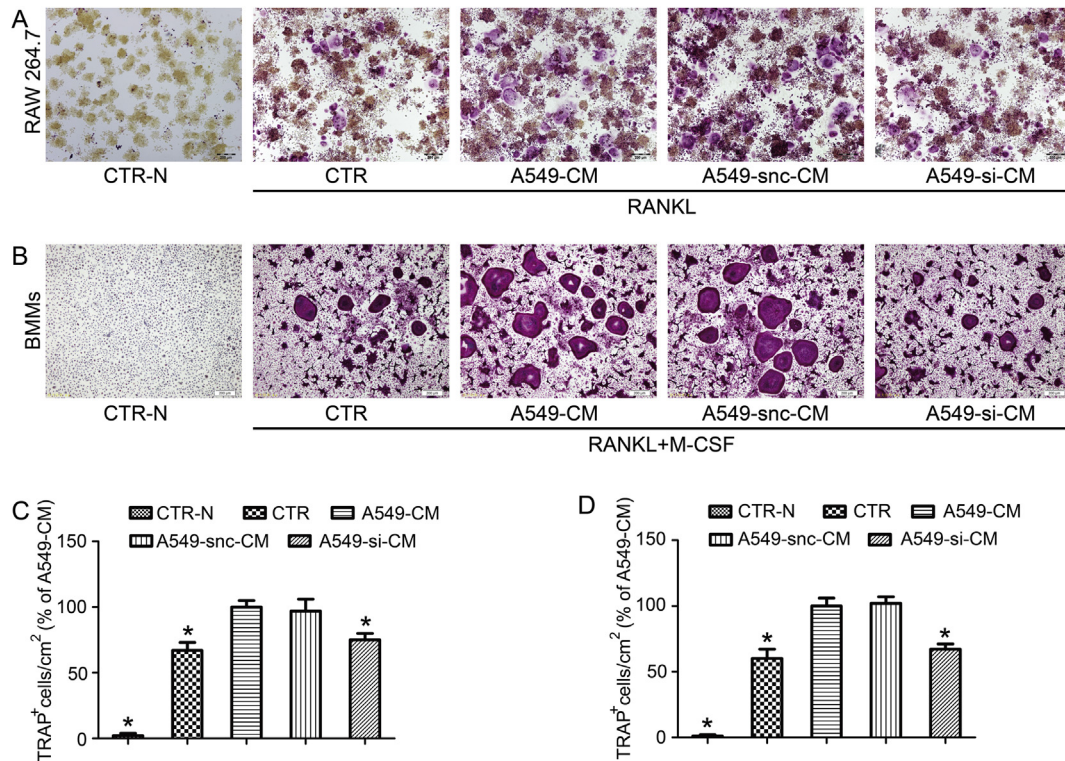 A
RAW 264.7
CTR-N
CTR
A549-CM
A549-snc-CM
A549-si-CM
RANKL
B
BMMs
CTR-N
CTR
A549-CM
A549-snc-CM
A549-si-CM
RANKL+M-CSF
C
CTR-N CTR A549-CM
A549-snc-CM A549-si-CM
TRAP+ cells/cm2 (% of A549-CM)
150
100
50
0
*
*
*
D
CTR-N CTR A549-CM
A549-snc-CM A549-si-CM
TRAP+ cells/cm2 (% of A549-CM)
150
100
50
0
*
*
*